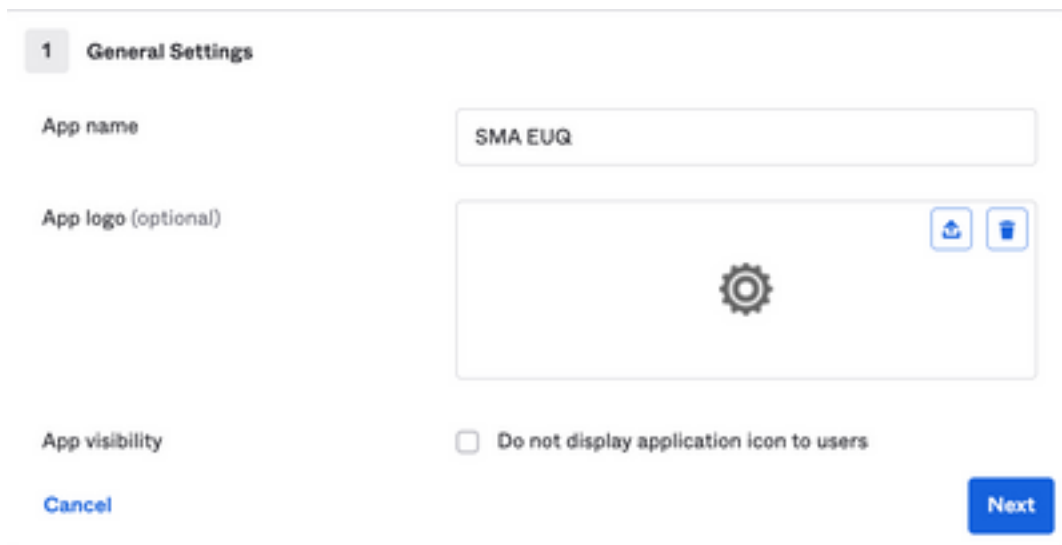 1 General Settings
App name
SMA EUQ
App logo (optional)
App visibility
Do not display application icon to users
Cancel
Next